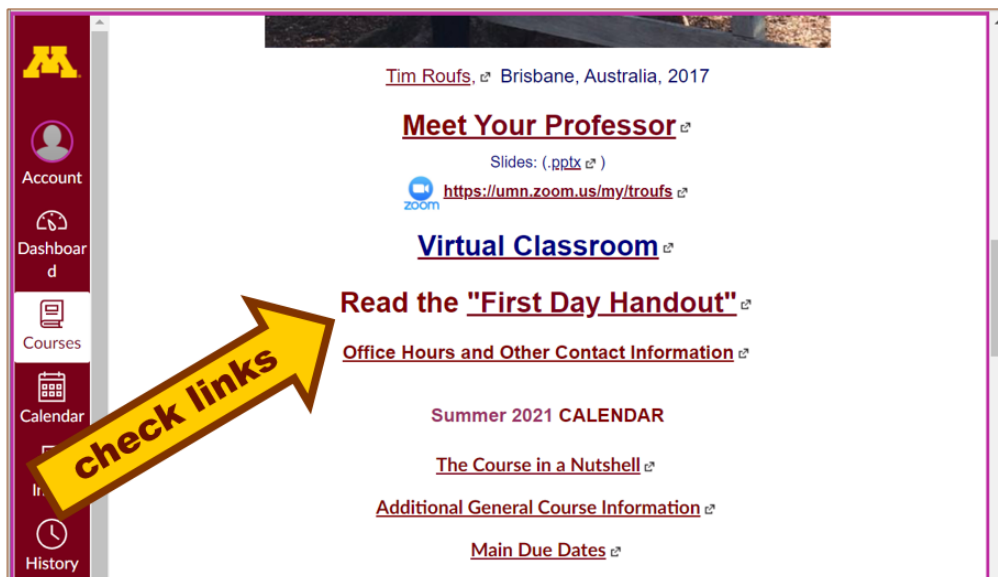 Tim Roufs, Brisbane, Australia, 2017
Meet Your Professor
Slides: (.pptx )
zoom https://umn.zoom.us/my/troufs
Virtual Classroom
Read the "First Day Handout"
Office Hours and Other Contact Information
Summer 2021 CALENDAR
The Course in a Nutshell
Additional General Course Information
Main Due Dates
check links
M
Account
Dashboar
d
Courses
Calendar
History